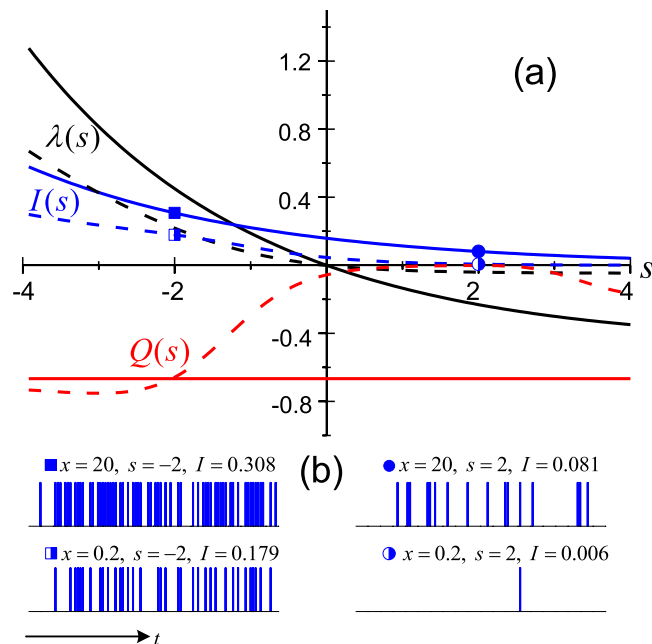 1.2
(a)
0.8
λ(s)
0.4
I(s)
s
-4 -2 2 4
-0.4
Q(s)
-0.8
(b)
x = 20, s = −2, I = 0.308
x = 20, s = 2, I = 0.081
x = 0.2, s = −2, I = 0.179
x = 0.2, s = 2, I = 0.006
t